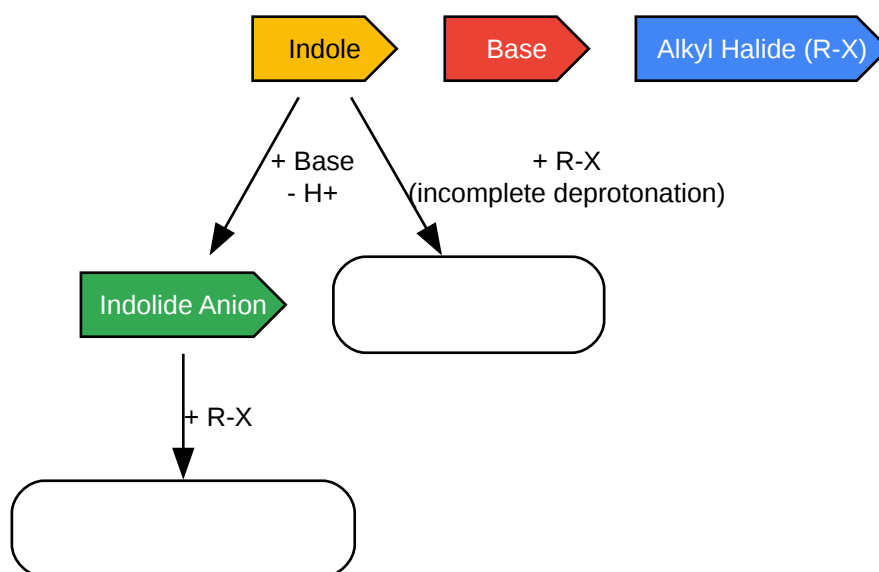 Indole
Base
Alkyl Halide (R-X)
+ Base
- H+
+ R-X
(incomplete deprotonation)
Indolide Anion
+ R-X